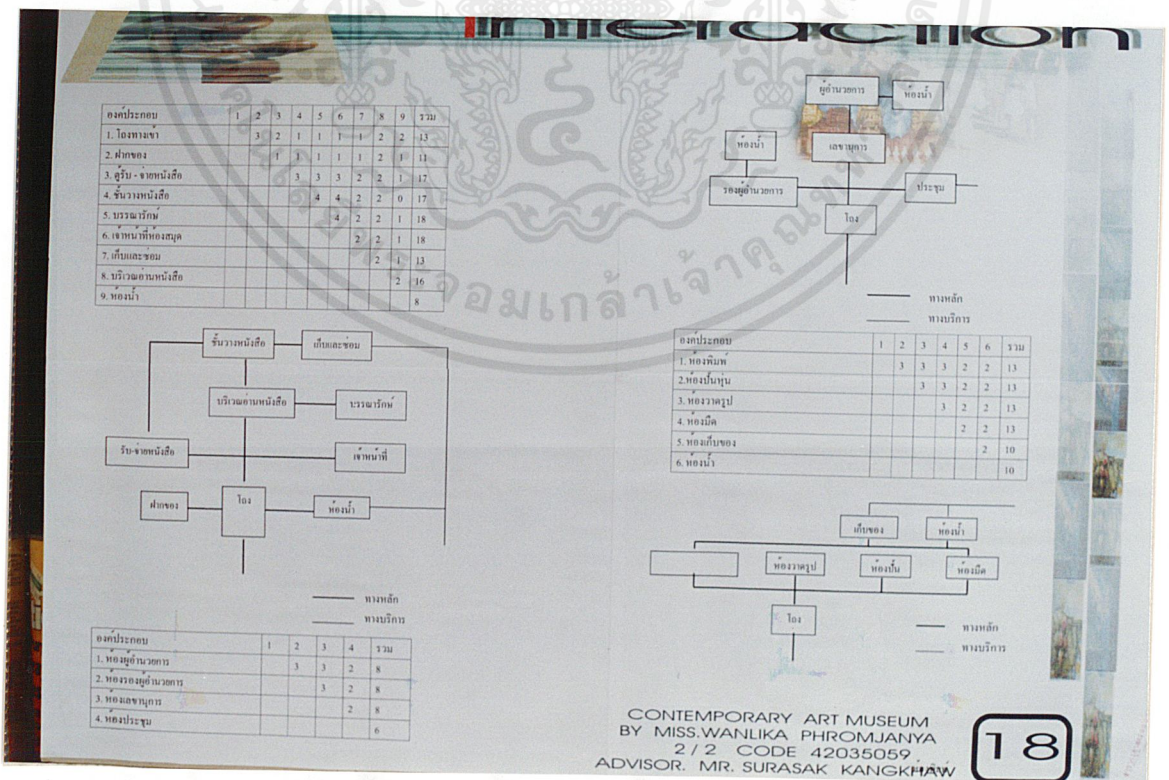 interaction
องค์ประกอบ 1 2 3 4 5 6 7 8 9 รวม
1. โถงทางเข้า 3 2 1 1 1 1 2 2 13
2. ฝากของ 1 1 1 1 1 2 1 11
3. ตู้รับ - จ่ายหนังสือ 3 3 3 2 2 1 17
4. ชั้นวางหนังสือ 4 4 2 2 0 17
5. บรรณารักษ์ 4 2 2 1 18
6. เจ้าหน้าที่ห้องสมุด 2 2 1 18
7. เก็บและซ่อม 2 1 13
8. บริเวณอ่านหนังสือ 2 16
9. ห้องน้ำ 8
ชั้นวางหนังสือ เก็บและซ่อม
บริเวณอ่านหนังสือ บรรณารักษ์
รับ-จ่ายหนังสือ เจ้าหน้าที่
ฝากของ โถง ห้องน้ำ
ทางหลัก
ทางบริการ
องค์ประกอบ 1 2 3 4 รวม
1. ห้องผู้อำนวยการ 3 3 2 8
2. ห้องรองผู้อำนวยการ 3 2 8
3. ห้องเลขานุการ 2 8
4. ห้องประชุม 6
ผู้อำนวยการ ห้องน้ำ
ห้องน้ำ เลขานุการ
รองผู้อำนวยการ ประชุม
โถง
ทางหลัก
ทางบริการ
องค์ประกอบ 1 2 3 4 5 6 รวม
1. ห้องพิมพ์ 3 3 3 2 2 13
2.ห้องปั้นหุ่น 3 3 2 2 13
3. ห้องวาดรูป 3 2 2 13
4. ห้องมืด 2 2 13
5. ห้องเก็บของ 2 10
6. ห้องน้ำ 10
เก็บของ ห้องน้ำ
ห้องวาดรูป ห้องปั้น ห้องมืด
โถง
ทางหลัก
ทางบริการ
CONTEMPORARY ART MUSEUM
BY MISS.WANLIKA PHROMJANYA
2 / 2 CODE 42035059
ADVISOR. MR. SURASAK KANGKHAW
18